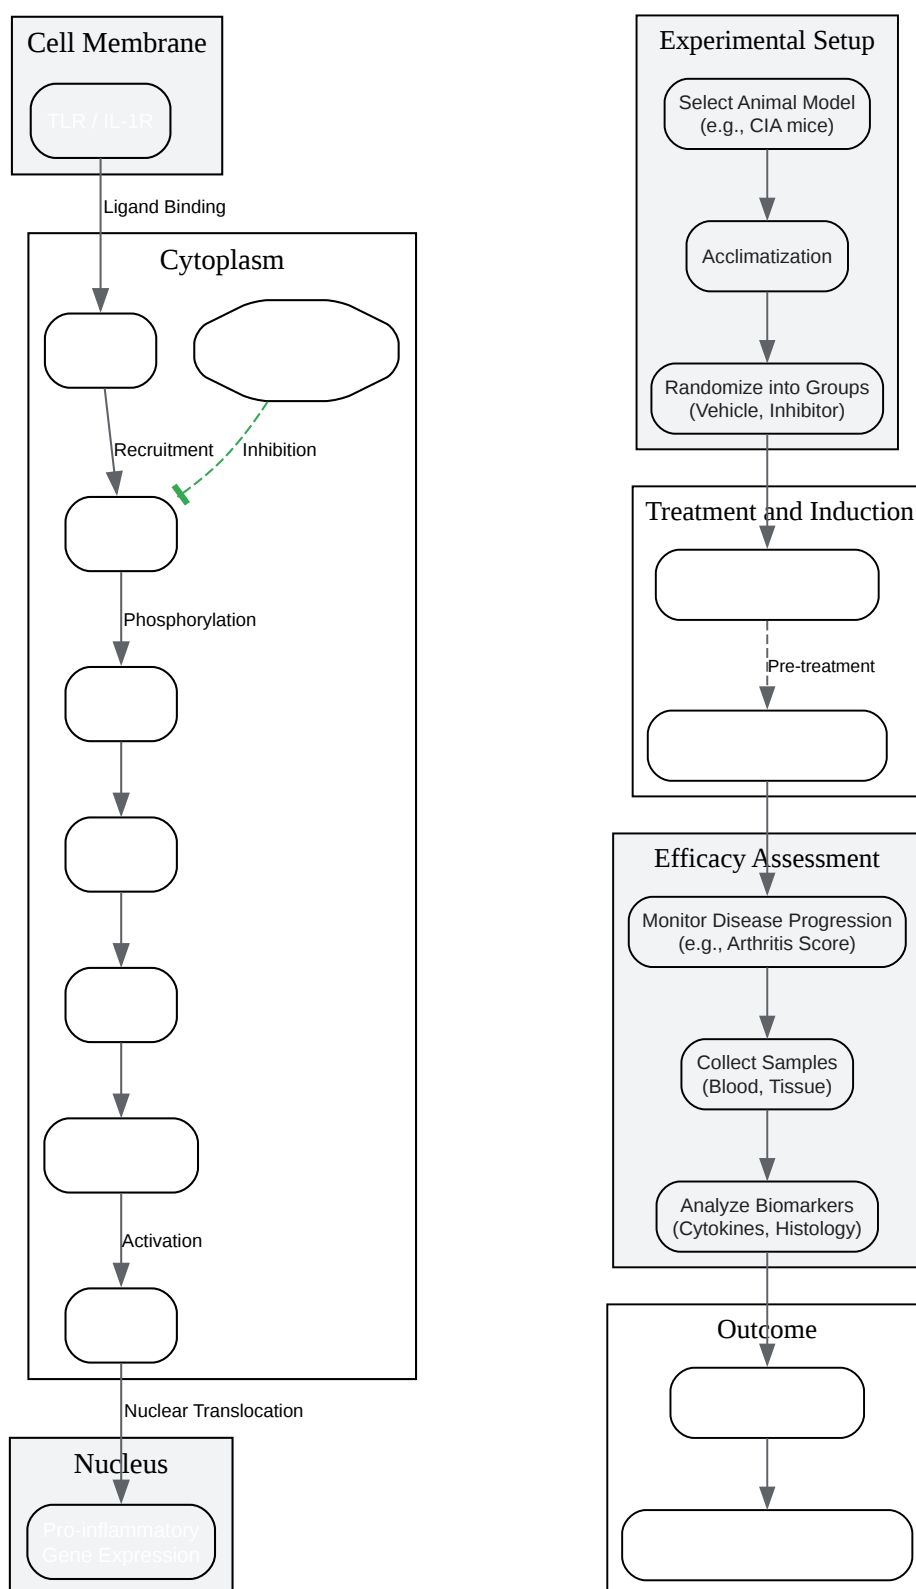 Cell Membrane
TLR / IL-1R
Ligand Binding
Cytoplasm
Recruitment
Inhibition
Phosphorylation
Activation
Nuclear Translocation
Nucleus
Pro-inflammatory
Gene Expression
Experimental Setup
Select Animal Model
(e.g., CIA mice)
Acclimatization
Randomize into Groups
(Vehicle, Inhibitor)
Treatment and Induction
Pre-treatment
Efficacy Assessment
Monitor Disease Progression
(e.g., Arthritis Score)
Collect Samples
(Blood, Tissue)
Analyze Biomarkers
(Cytokines, Histology)
Outcome